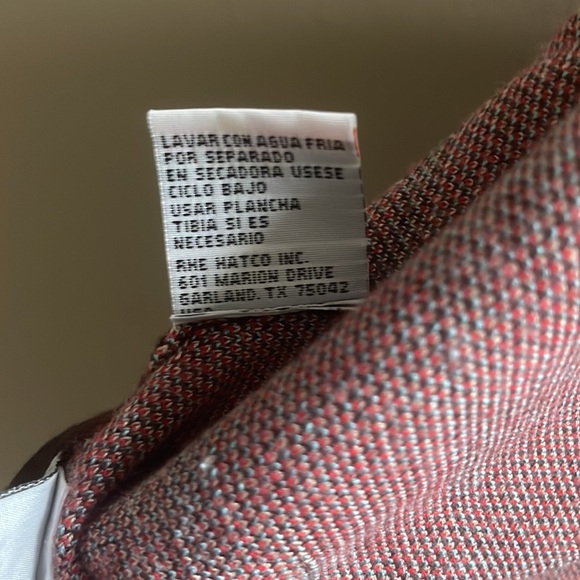 LAVAR CON AGUA FRIA
POR SEPARADO
EN SECADORA USESE
CICLO BAJO
USAR PLANCHA
TIBIA SI ES
NECESARIO
RHE HATCO INC.
601 MARION DRIVE
GARLAND, TX 75042
USA